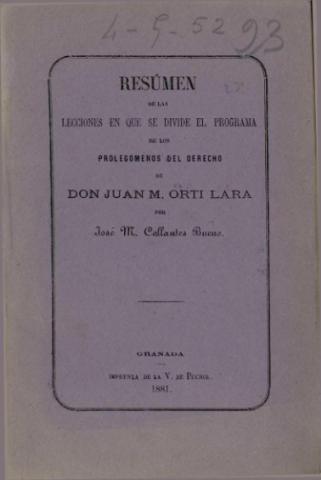 4-5-52 93
RESÚMEN
DE LAS
LECCIONES EN QUE SE DIVIDE EL PROGRAMA
DE LOS
PROLEGOMENOS DEL DERECHO
DE
DON JUAN M. ORTI LARA
POR
José M. Collantes Bueno.
GRANADA
IMPRENTA DE LA V. DE PUCHOL
1881.